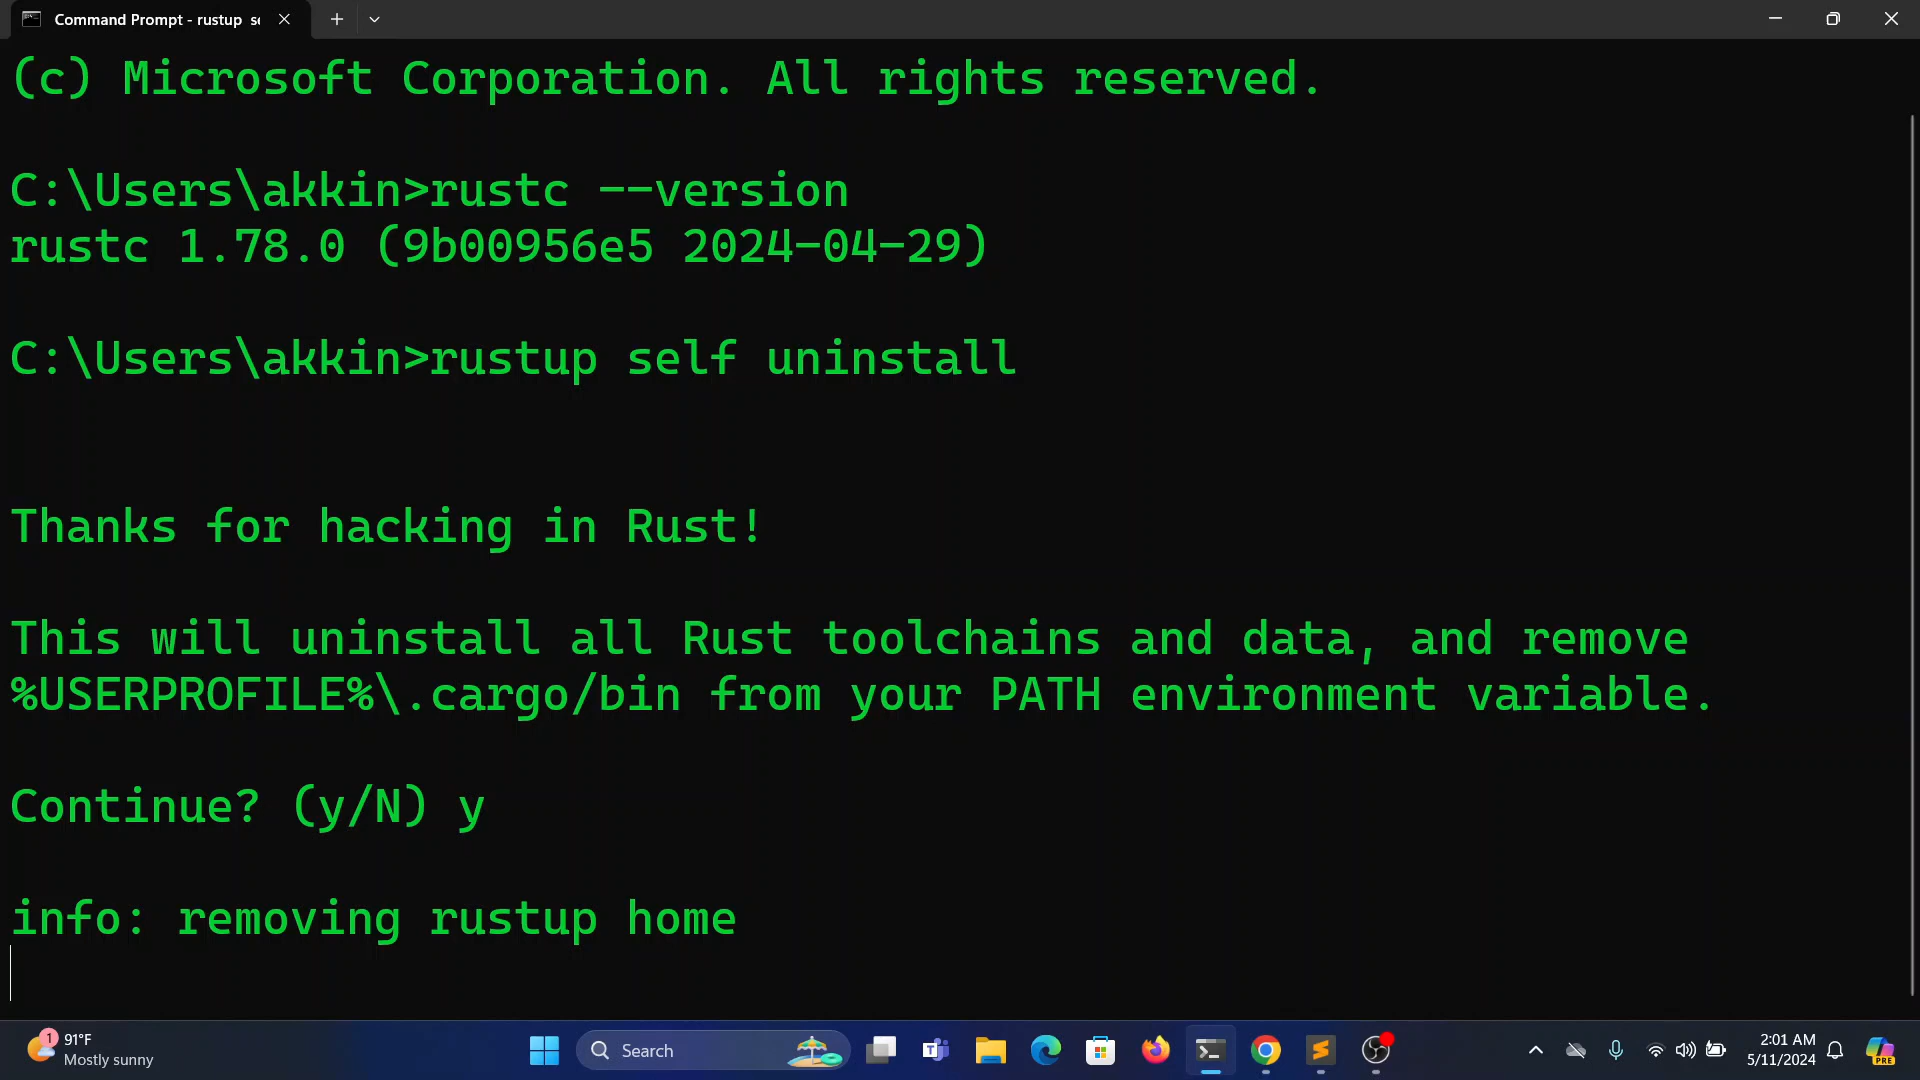 Command Prompt - rustup se
(c) Microsoft Corporation. All rights reserved.
C:\Users\akkin>rustc --version
rustc 1.78.0 (9b00956e5 2024-04-29)
C:\Users\akkin>rustup self uninstall
Thanks for hacking in Rust!
This will uninstall all Rust toolchains and data, and remove
%USERPROFILE%\.cargo/bin from your PATH environment variable.
Continue? (y/N) y
info: removing rustup home
1
91°F
Mostly sunny
Search
T
2:01 AM
5/11/2024
PRE